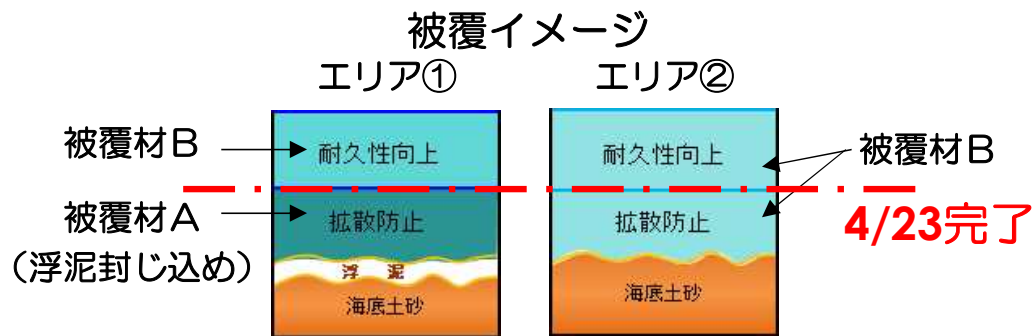 被覆イメージ
エリア①
エリア②
被覆材B
耐久性向上
耐久性向上
被覆材B
被覆材A
(浮泥封じ込め)
拡散防止
拡散防止
4/23完了
浮 泥
海底土砂
海底土砂